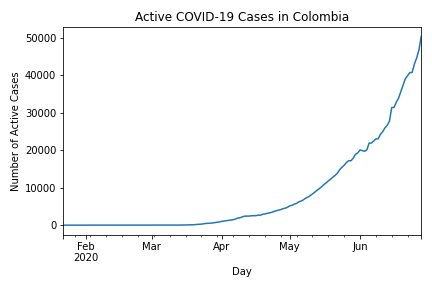 Active COVID-19 Cases in Colombia
Number of Active Cases
50000
40000
30000
20000
10000
0
Feb Mar Apr May Jun
2020
Day